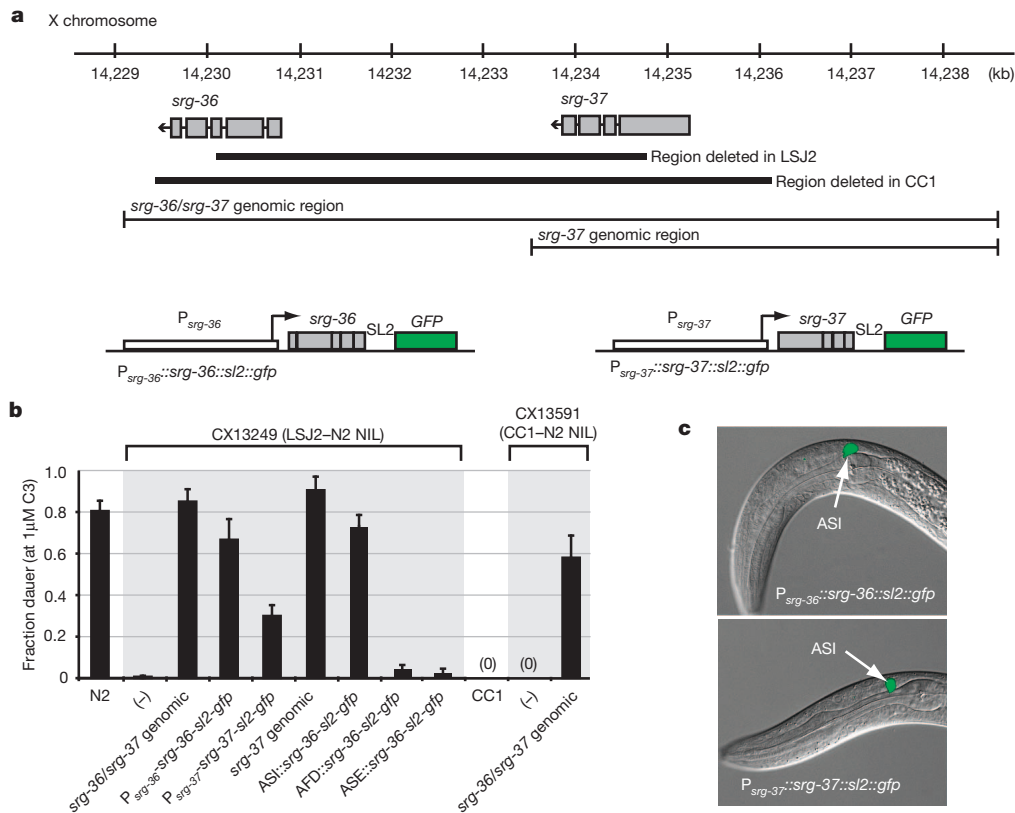 a
X chromosome
14,229 14,230 14,231 14232 14,233 14,234 14,235 14,236 14,237 14,238 (kb)
srg-36 srg-37
Region deleted in LSJ2
Region deleted in CC1
srg-36/srg-37 genomic region
srg-37 genomic region
Psrg-36 srg-36 SL2 GFP
Psrg-36::srg-36::sl2::gfp
Psrg-37 srg-37 SL2 GFP
Psrg-37::srg-37::sl2::gfp
b
CX13249 (LSJ2–N2 NIL)
CX13591
(CC1–N2 NIL)
Fraction dauer (at 1μM C3)
1.0
0.8
0.6
0.4
0.2
0
(0) (0)
N2
(–)
srg-36/srg-37 genomic
Psrg-36-srg-36-sl2-gfp
Psrg-37-srg-37-sl2-gfp
srg-37 genomic
ASI::srg-36-sl2-gfp
AFD::srg-36-sl2-gfp
ASE::srg-36-sl2-gfp
CC1
(–)
srg-36/srg-37 genomic
c
ASI
Psrg-36::srg-36::sl2::gfp
ASI
Psrg-37::srg-37::sl2::gfp